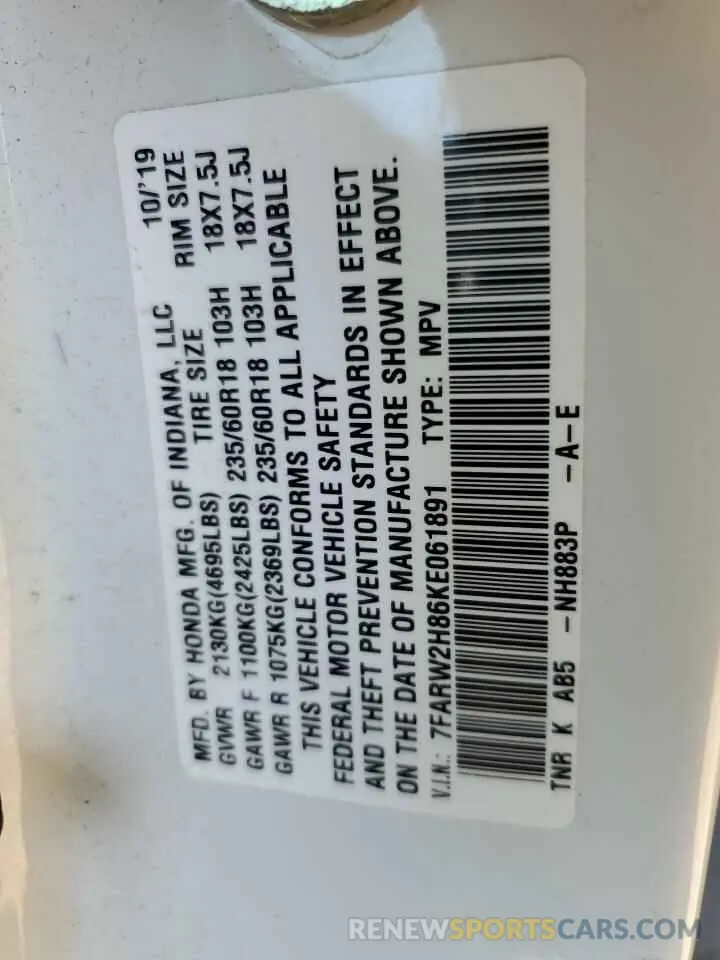 MFD. BY HONDA MFG. OF INDIANA, LLC 10/'19
GVWR 2130KG(4695LBS) TIRE SIZE RIM SIZE
GAWR F 1100KG(2425LBS) 235/60R18 103H 18X7.5J
GAWR R 1075KG(2369LBS) 235/60R18 103H 18X7.5J
THIS VEHICLE CONFORMS TO ALL APPLICABLE
FEDERAL MOTOR VEHICLE SAFETY
AND THEFT PREVENTION STANDARDS IN EFFECT
ON THE DATE OF MANUFACTURE SHOWN ABOVE.
V.I.N.: 7FARW2H86KE061891 TYPE: MPV
TNR K AB5 -NH883P -A-E
RENEWSPORTSCARS.COM